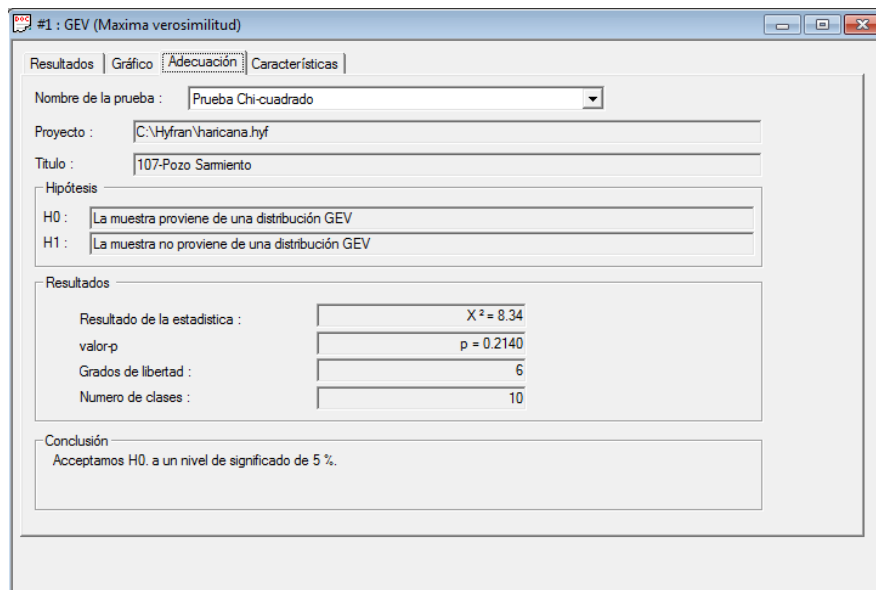 #1 : GEV (Maxima verosimilitud)
Resultados Gráfico Adecuación Características
Nombre de la prueba : Prueba Chi-cuadrado
Proyecto : C:\Hyfran\haricana.hyf
Titulo : 107-Pozo Sarmiento
Hipótesis
H0 : La muestra proviene de una distribución GEV
H1 : La muestra no proviene de una distribución GEV
Resultados
Resultado de la estadistica : X² = 8.34
valor-p p = 0.2140
Grados de libertad : 6
Numero de clases : 10
Conclusión
Acceptamos H0. a un nivel de significado de 5 %.